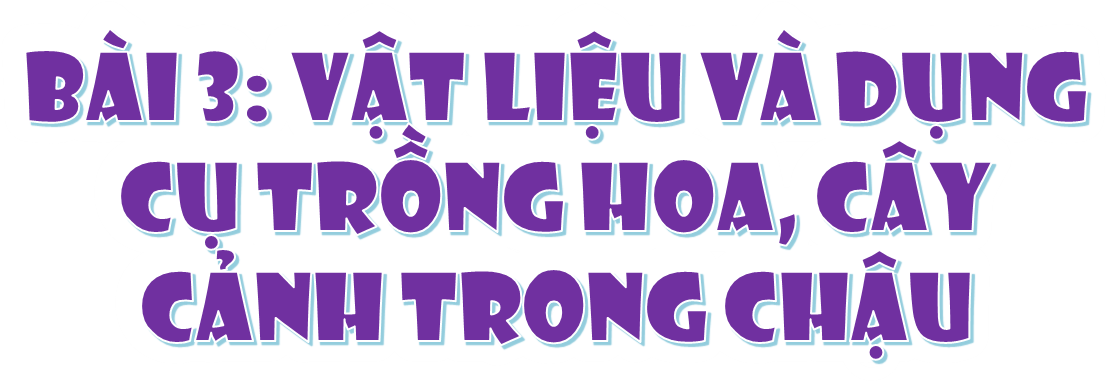 BÀI 3: VẬT LIỆU VÀ DỤNG
CỤ TRỒNG HOA, CÂY
CẢNH TRONG CHẬU